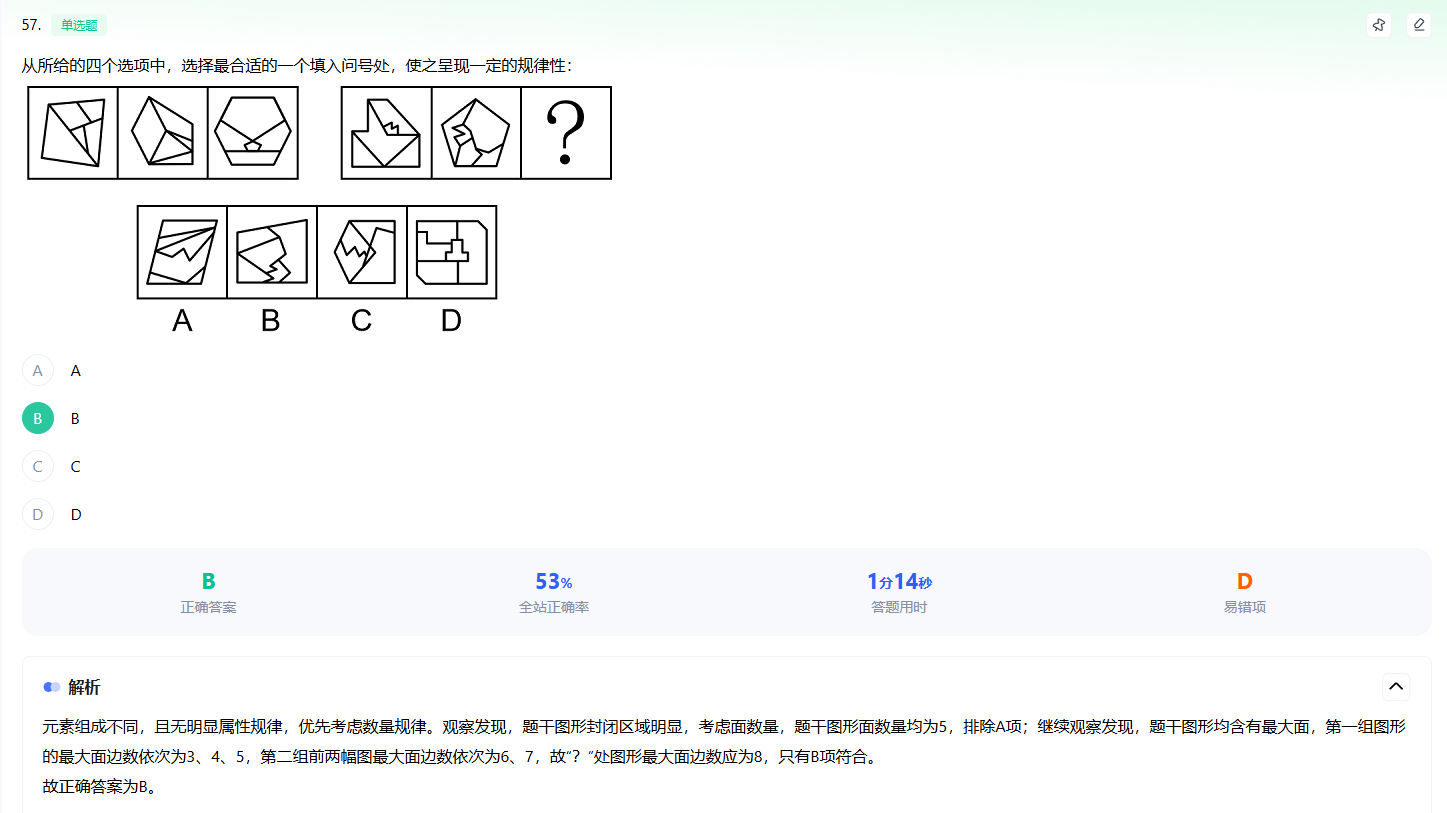 57. 单选题
从所给的四个选项中，选择最合适的一个填入问号处，使之呈现一定的规律性：
?
A B C D
A A
B B
C C
D D
B 53% 1分14秒 D
正确答案 全站正确率 答题用时 易错项
解析
元素组成不同，且无明显属性规律，优先考虑数量规律。观察发现，题干图形封闭区域明显，考虑面数量，题干图形面数量均为5，排除A项；继续观察发现，题干图形均含有最大面，第一组图形
的最大面边数依次为3、4、5，第二组前两幅图最大面边数依次为6、7，故“？”处图形最大面边数应为8，只有B项符合。
故正确答案为B。